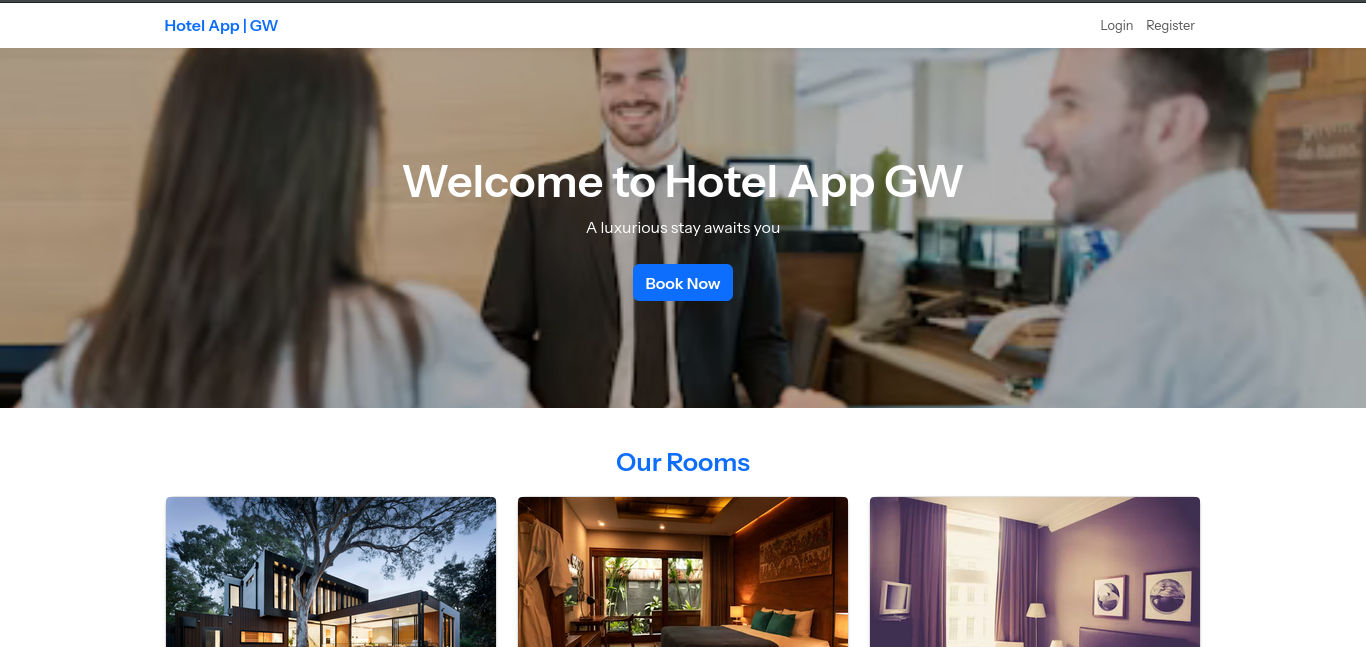 Hotel App | GW
Login
Register
Welcome to Hotel App GW
A luxurious stay awaits you
Book Now
Our Rooms